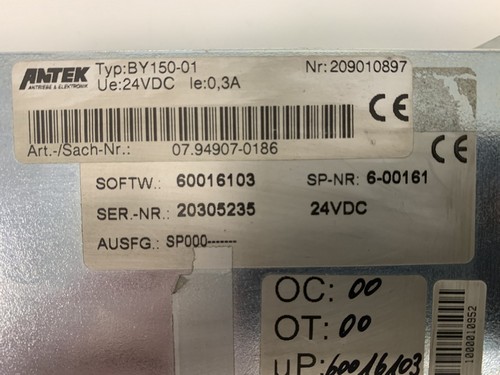 ANTEK
ANTRIEBE & ELEKTRONIK
Typ:BY150-01
Nr:209010897
Ue:24VDC Ie:0,3A
CE
Art.-/Sach-Nr.: 07.94907-0186
CE
SOFTW.: 60016103 SP-NR: 6-00161
SER.-NR.: 20305235 24VDC
AUSFG.: SP000-------
OC: 00
OT: 00
µP: 60016103
1000010952